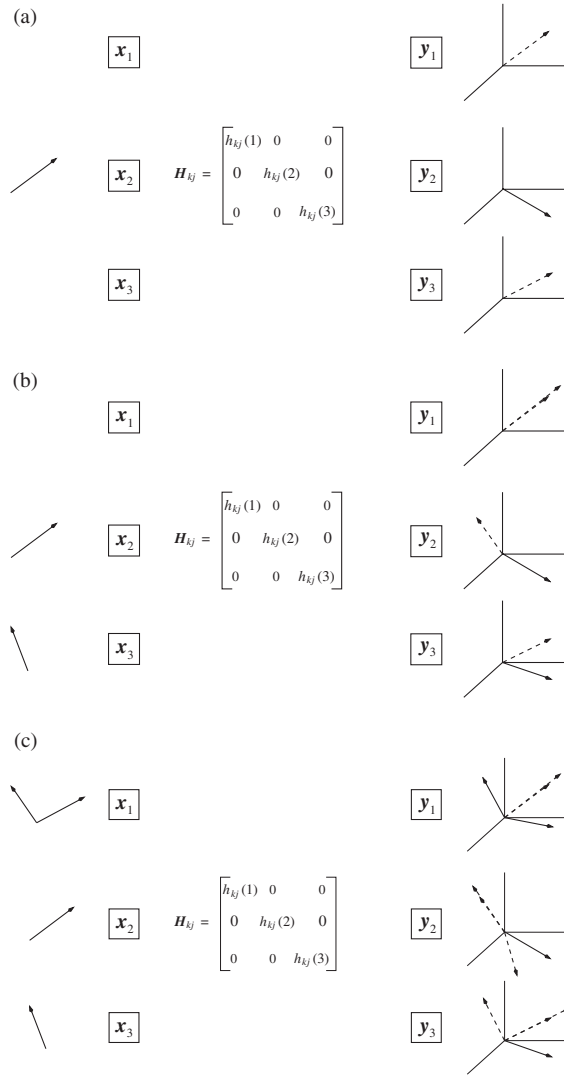 (a)
x1 y1
hkj(1) 0 0
x2 Hkj = 0 hkj(2) 0 y2
0 0 hkj(3)
x3 y3
(b)
x1 y1
hkj(1) 0 0
x2 Hkj = 0 hkj(2) 0 y2
0 0 hkj(3)
x3 y3
(c)
x1 y1
hkj(1) 0 0
x2 Hkj = 0 hkj(2) 0 y2
0 0 hkj(3)
x3 y3